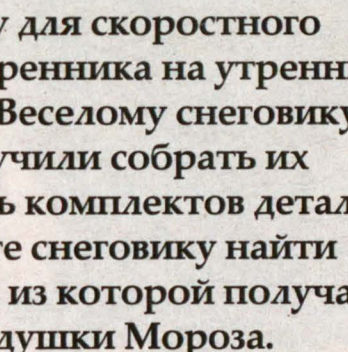 у для скоростного
ренника на утренн
Веселому снеговику
учили собрать их
ь комплектов детал
те снеговику найти
из которой получа
душки Мороза.